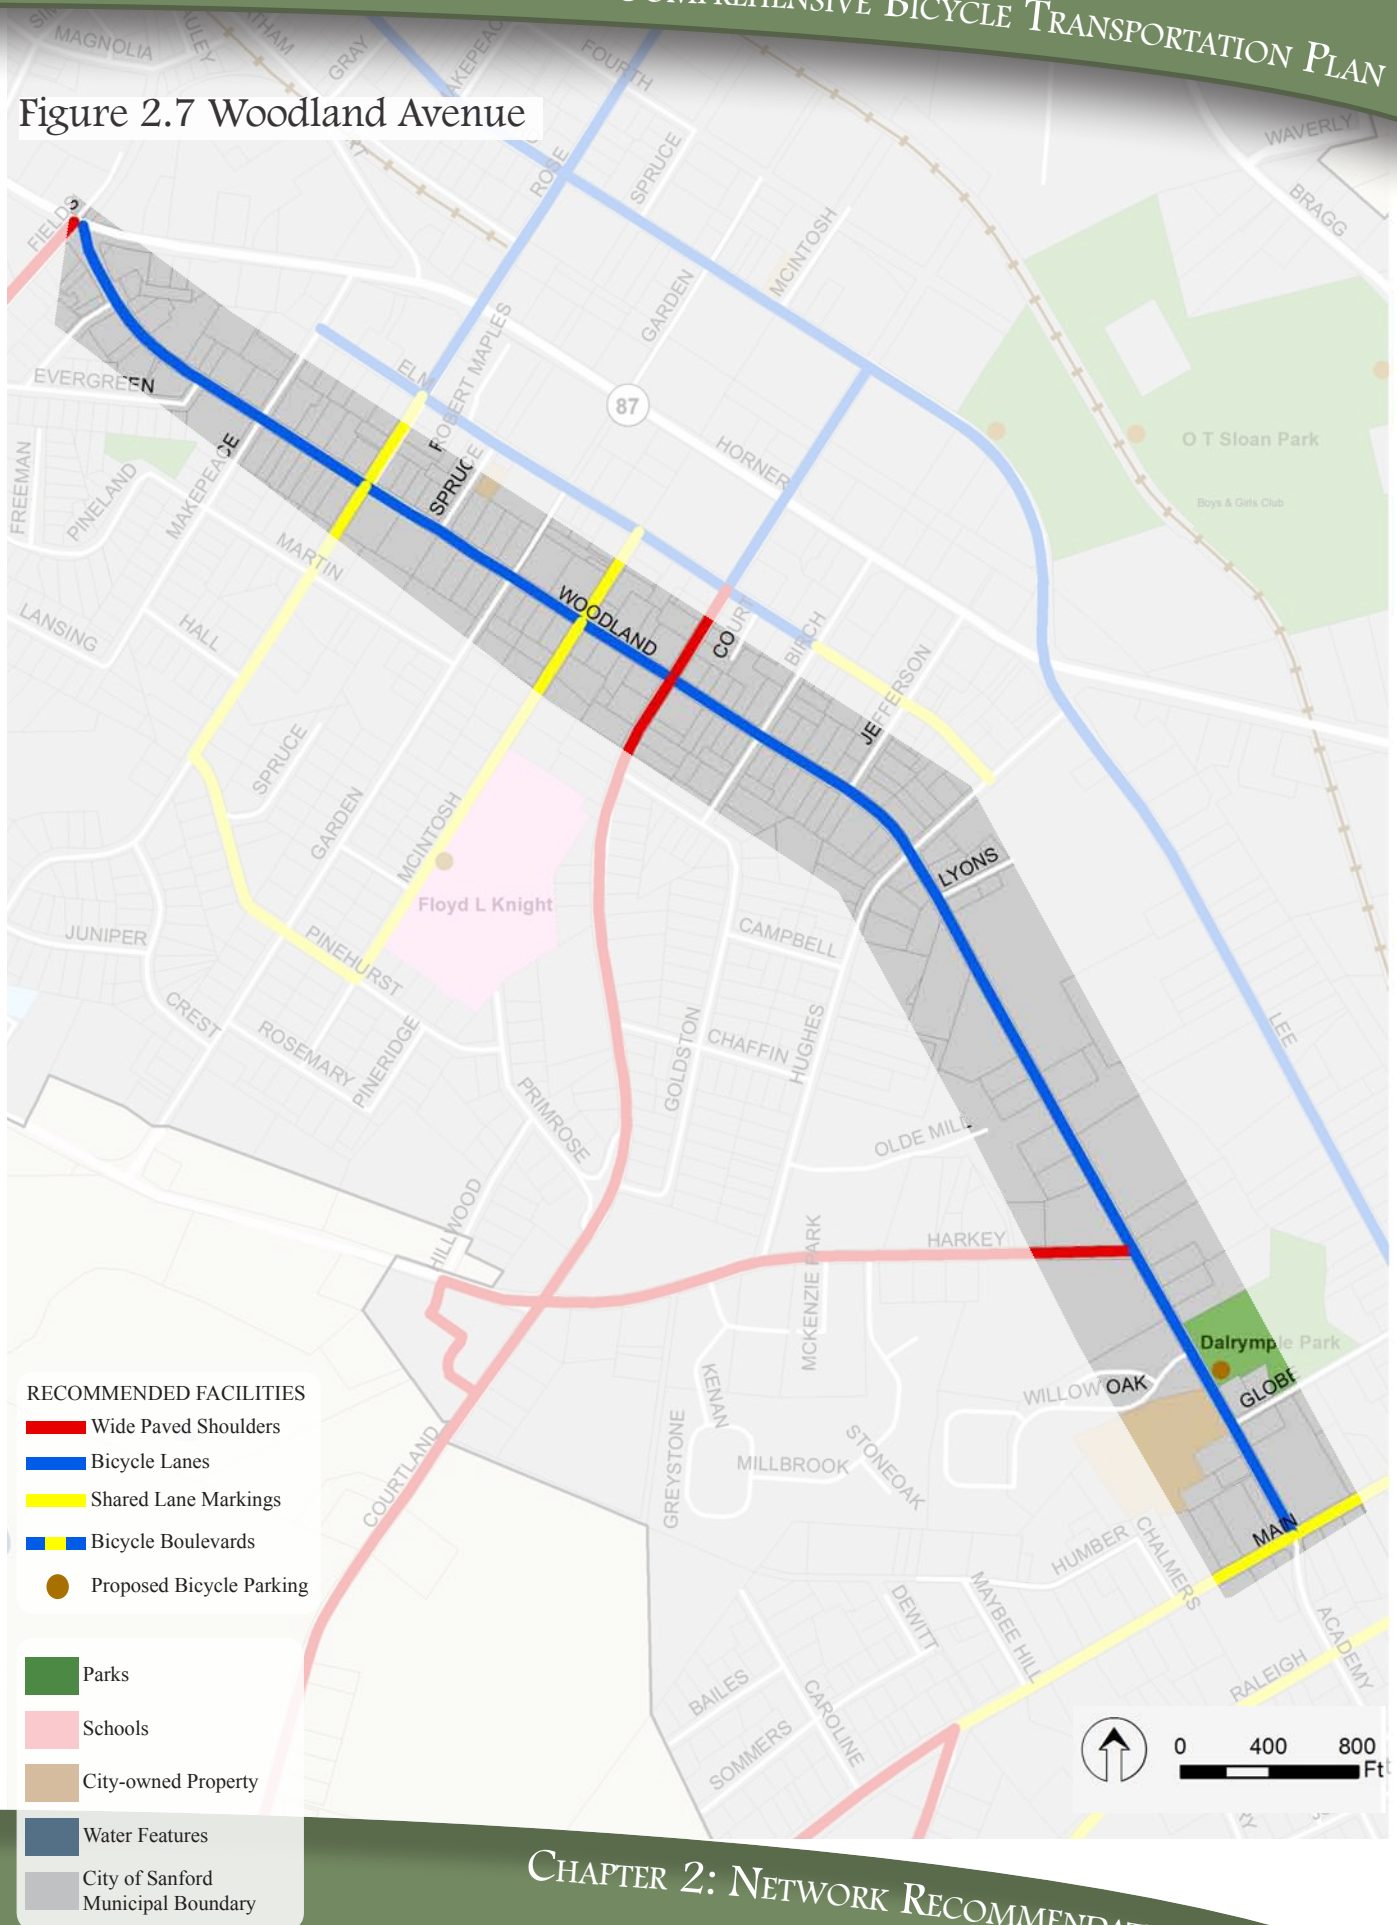 COMPREHENSIVE BICYCLE TRANSPORTATION PLAN
Figure 2.7 Woodland Avenue
MAGNOLIA
GRAY
FOURTH
WAVERLY
BRAGG
ROSE
SPRUCE
FIELDS
MCINTOSH
GARDEN
ROBERT MAPLES
ELM
EVERGREEN
87
HORNER
O T Sloan Park
Boys & Girls Club
FREEMAN
PINELAND
MAKEPEACE
SPRUCE
MARTIN
LANSING
HALL
WOODLAND
COURT
BIRCH
JEFFERSON
SPRUCE
GARDEN
MCINTOSH
LYONS
Floyd L Knight
JUNIPER
PINEHURST
CAMPBELL
CREST
ROSEMARY
PINERIDGE
GOLDSTON
CHAFFIN
HUGHES
LEE
PRIMROSE
OLDE MILL
HILLWOOD
MCKENZIE PARK
HARKEY
Dalrymple Park
GLOBE
WILLOW OAK
KENAN
GREYSTONE
MILLBROOK
STONEOAK
COURTLAND
MAIN
HUMBER
CHALMERS
DEWITT
MAYBEE HILL
ACADEMY
RALEIGH
BAILES
CAROLINE
SOMMERS
RECOMMENDED FACILITIES
Wide Paved Shoulders
Bicycle Lanes
Shared Lane Markings
Bicycle Boulevards
Proposed Bicycle Parking
Parks
Schools
City-owned Property
Water Features
City of Sanford
Municipal Boundary
0 400 800
Ft
CHAPTER 2: NETWORK RECOMMENDAT